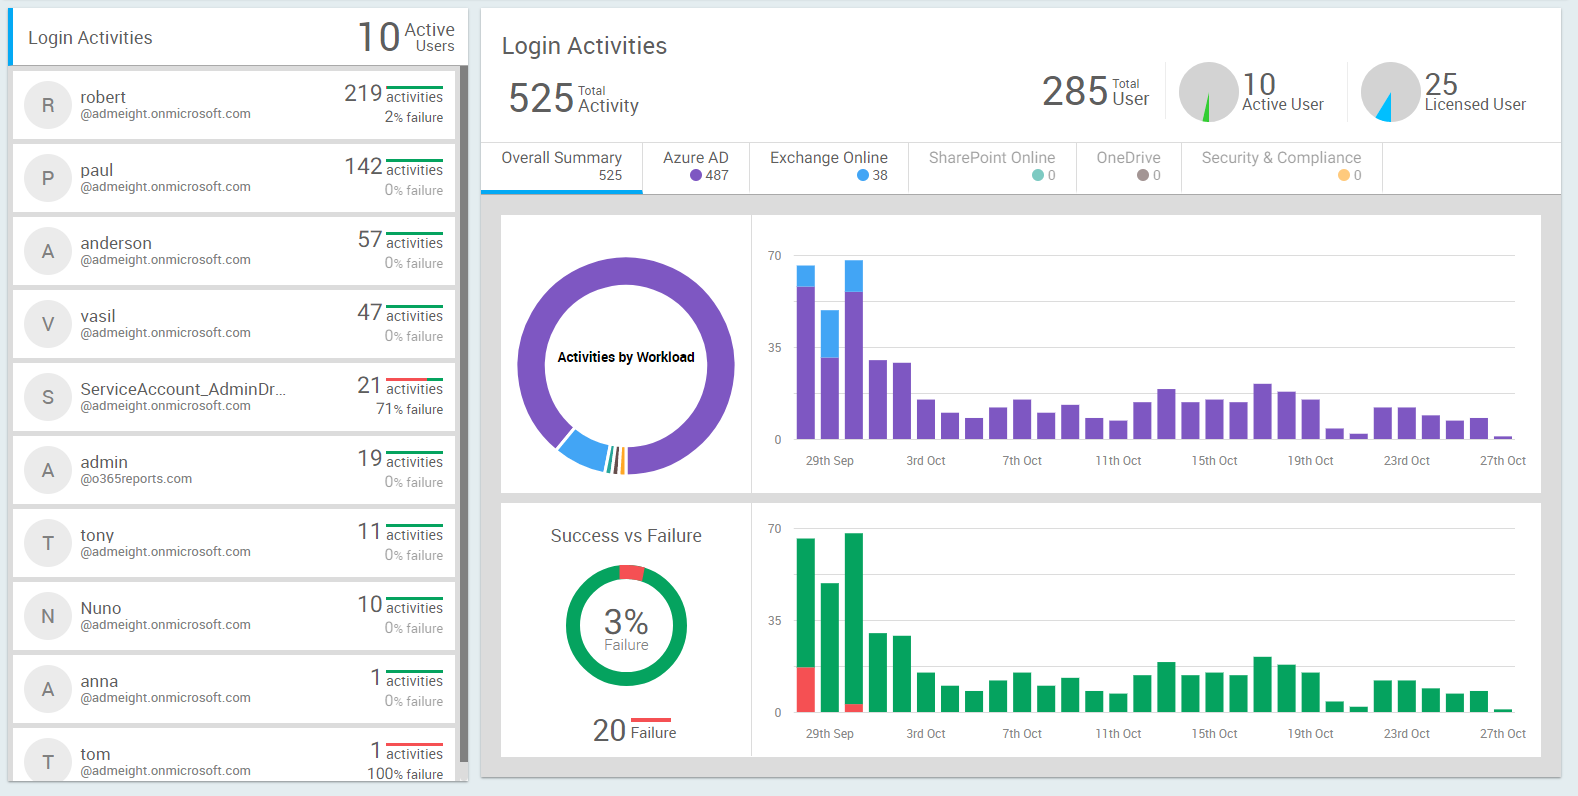 Login Activities
10 Active Users
R
robert
@admeight.onmicrosoft.com
219 activities
2% failure
P
paul
@admeight.onmicrosoft.com
142 activities
0% failure
A
anderson
@admeight.onmicrosoft.com
57 activities
0% failure
V
vasil
@admeight.onmicrosoft.com
47 activities
0% failure
S
ServiceAccount_AdminDr...
@admeight.onmicrosoft.com
21 activities
71% failure
A
admin
@o365reports.com
19 activities
0% failure
T
tony
@admeight.onmicrosoft.com
11 activities
0% failure
N
Nuno
@admeight.onmicrosoft.com
10 activities
0% failure
A
anna
@admeight.onmicrosoft.com
1 activities
0% failure
T
tom
@admeight.onmicrosoft.com
1 activities
100% failure
Login Activities
525 Total Activity
285 Total User
10 Active User
25 Licensed User
Overall Summary
525
Azure AD
487
Exchange Online
38
SharePoint Online
0
OneDrive
0
Security & Compliance
0
Activities by Workload
70
35
0
29th Sep 3rd Oct 7th Oct 11th Oct 15th Oct 19th Oct 23rd Oct 27th Oct
Success vs Failure
3%
Failure
20 Failure
70
35
0
29th Sep 3rd Oct 7th Oct 11th Oct 15th Oct 19th Oct 23rd Oct 27th Oct